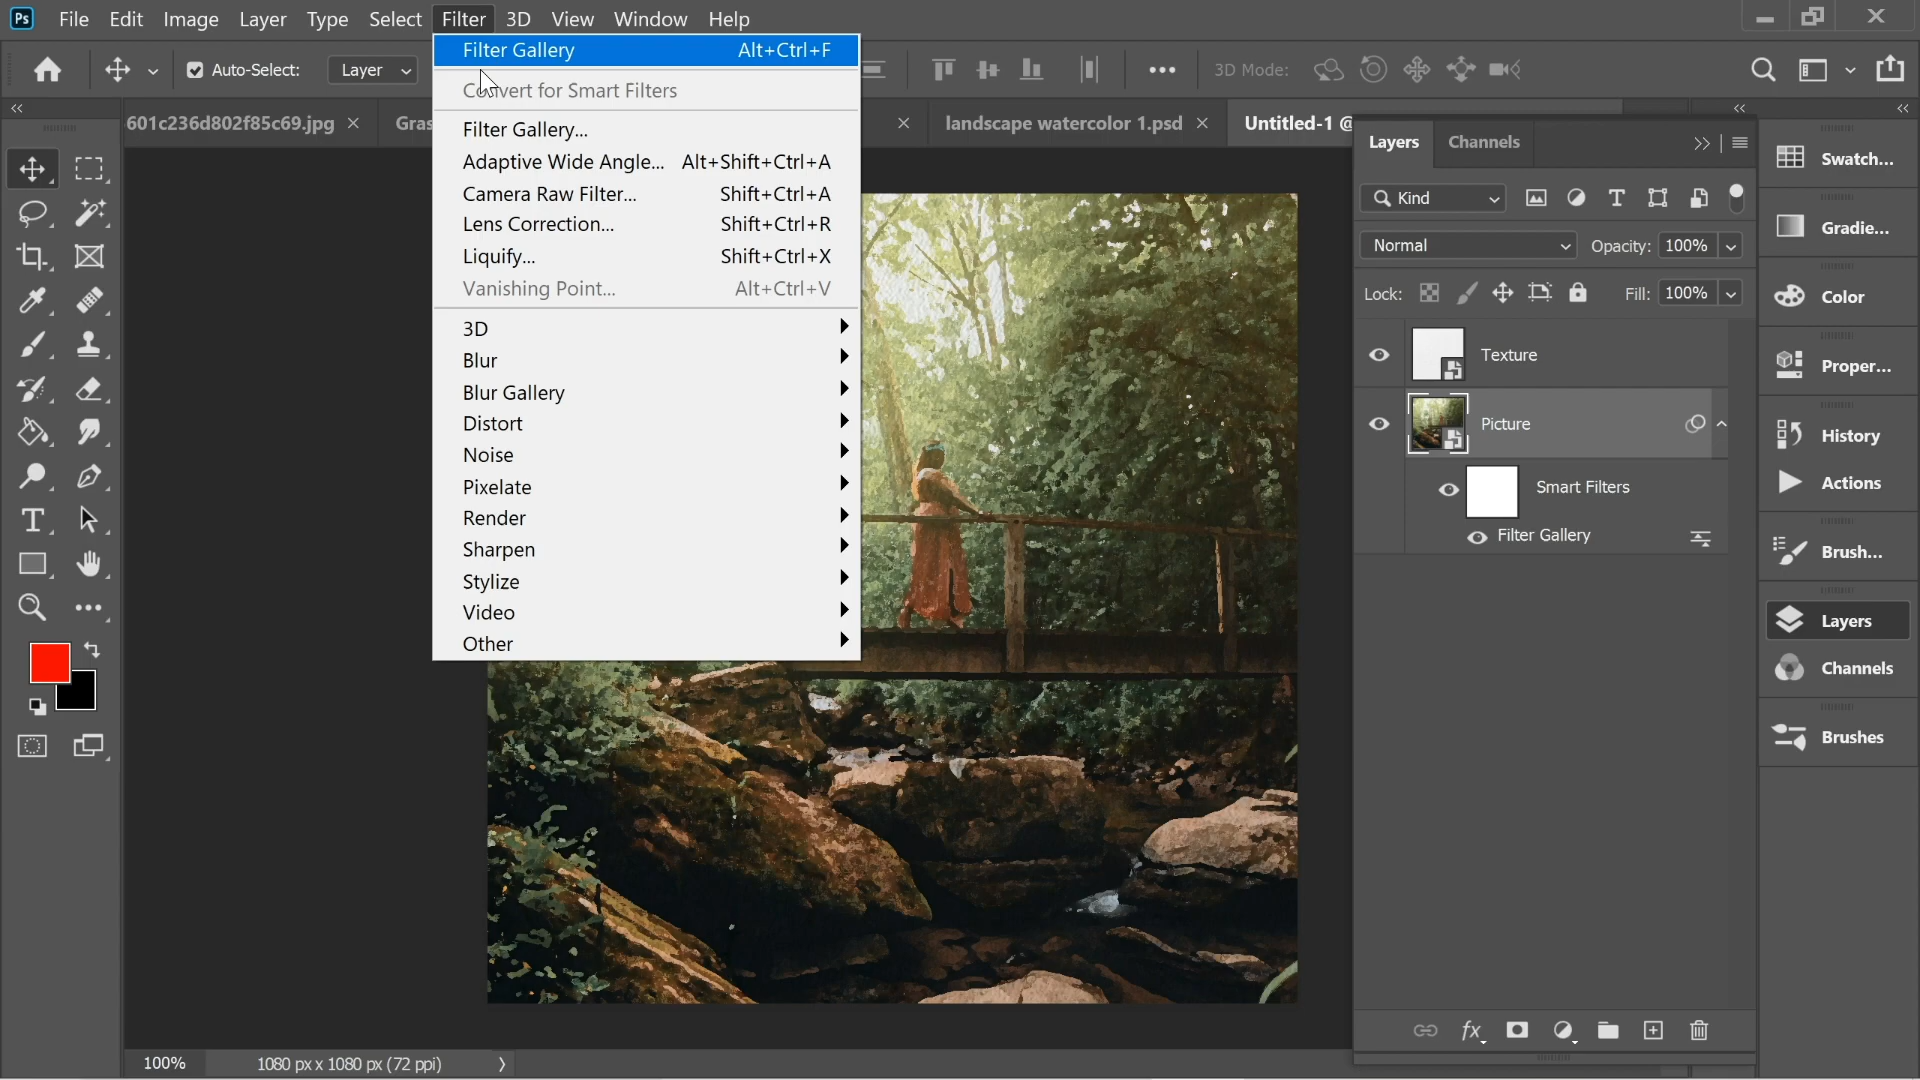 Ps File Edit Image Layer Type Select Filter 3D View Window Help
Auto-Select: Layer 3D Mode:
601c236d802f85c69.jpg × Gras × landscape watercolor 1.psd × Untitled-1 @
Filter Gallery Alt+Ctrl+F
Convert for Smart Filters
Filter Gallery...
Adaptive Wide Angle... Alt+Shift+Ctrl+A
Camera Raw Filter... Shift+Ctrl+A
Lens Correction... Shift+Ctrl+R
Liquify... Shift+Ctrl+X
Vanishing Point... Alt+Ctrl+V
3D
Blur
Blur Gallery
Distort
Noise
Pixelate
Render
Sharpen
Stylize
Video
Other
Layers Channels
Kind
Normal Opacity: 100%
Lock: Fill: 100%
Texture
Picture
Smart Filters
Filter Gallery
Swatch...
Gradie...
Color
Proper...
History
Actions
Brush...
Layers
Channels
Brushes
100% 1080 px x 1080 px (72 ppi)